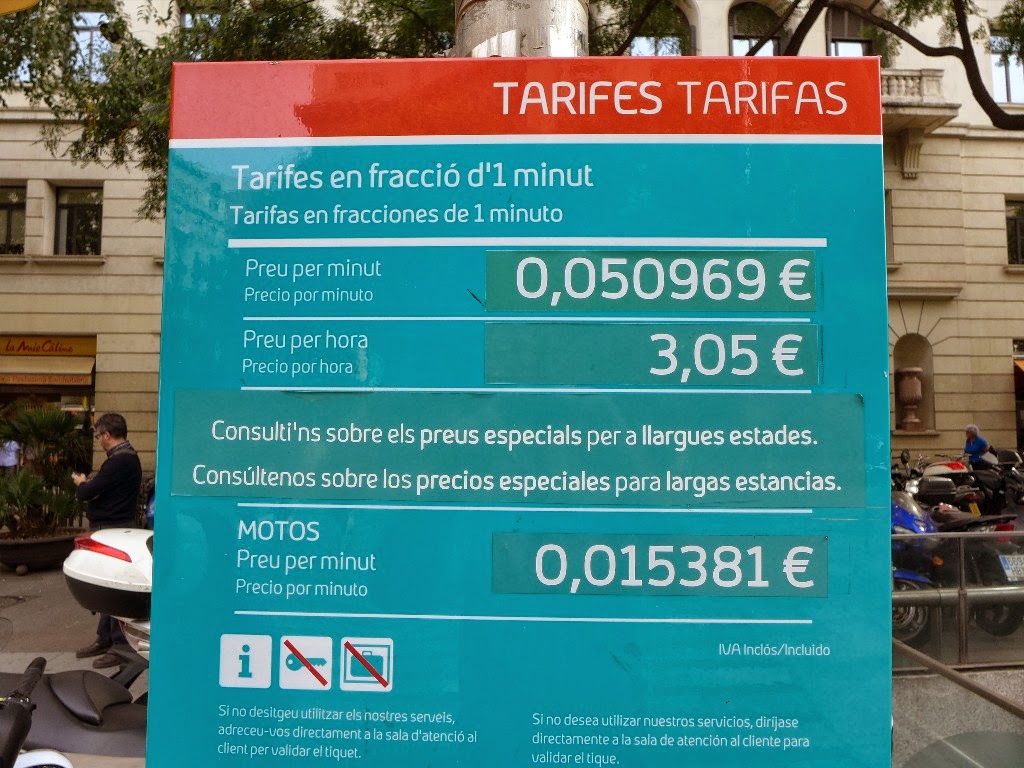 TARIFES TARIFAS
Tarifes en fracció d'1 minut
Tarifas en fracciones de 1 minuto
Preu per minut
Precio por minuto
0,050969 €
Preu per hora
Precio por hora
3,05 €
Consulti'ns sobre els preus especials per a llargues estades.
Consúltenos sobre los precios especiales para largas estancias.
MOTOS
Preu per minut
Precio por minuto
0,015381 €
IVA Inclós/Incluido
i
Si no desitgeu utilitzar els nostres serveis,
adreceu-vos directament a la sala d'atenció al
client per validar el tiquet.
Si no desea utilizar nuestros servicios, diríjase
directamente a la sala de atención al cliente para
validar el tique.